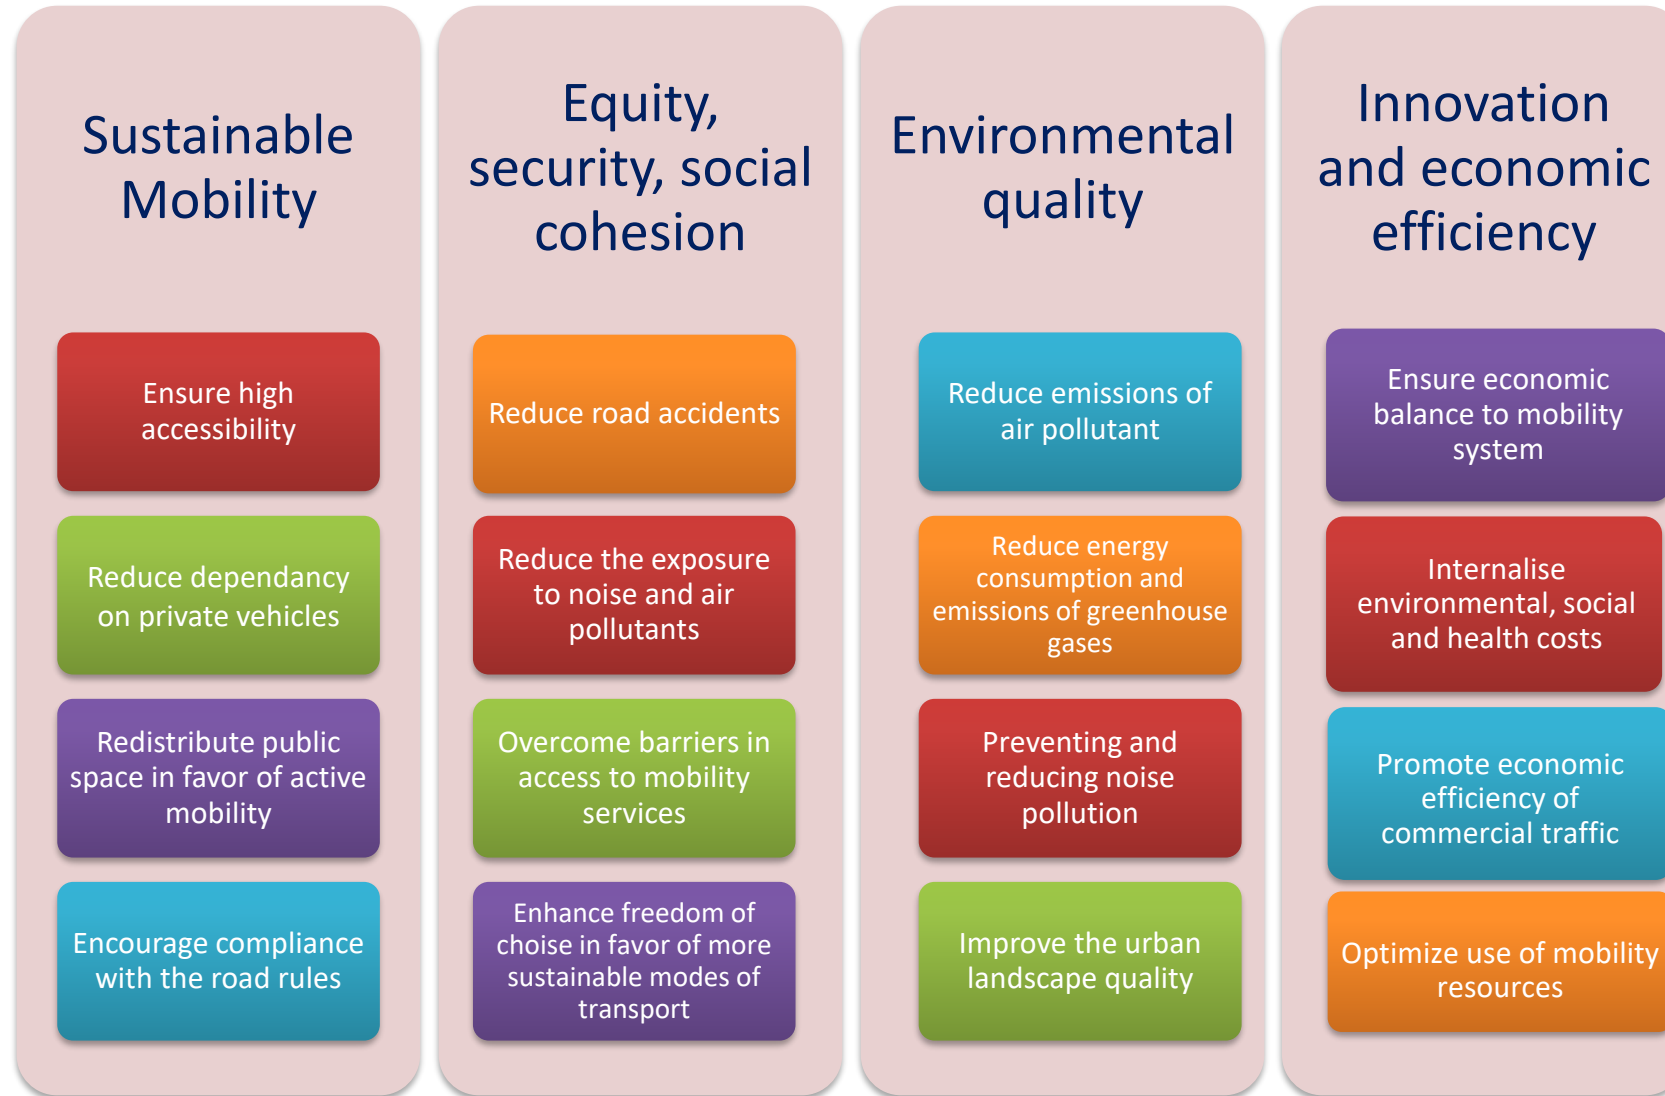 Sustainable
Mobility
Ensure high
accessibility
Reduce dependancy
on private vehicles
Redistribute public
space in favor of active
mobility
Encourage compliance
with the road rules
Equity,
security, social
cohesion
Reduce road accidents
Reduce the exposure
to noise and air
pollutants
Overcome barriers in
access to mobility
services
Enhance freedom of
choise in favor of more
sustainable modes of
transport
Environmental
quality
Reduce emissions of
air pollutant
Reduce energy
consumption and
emissions of greenhouse
gases
Preventing and
reducing noise
pollution
Improve the urban
landscape quality
Innovation
and economic
efficiency
Ensure economic
balance to mobility
system
Internalise
environmental, social
and health costs
Promote economic
efficiency of
commercial traffic
Optimize use of mobility
resources